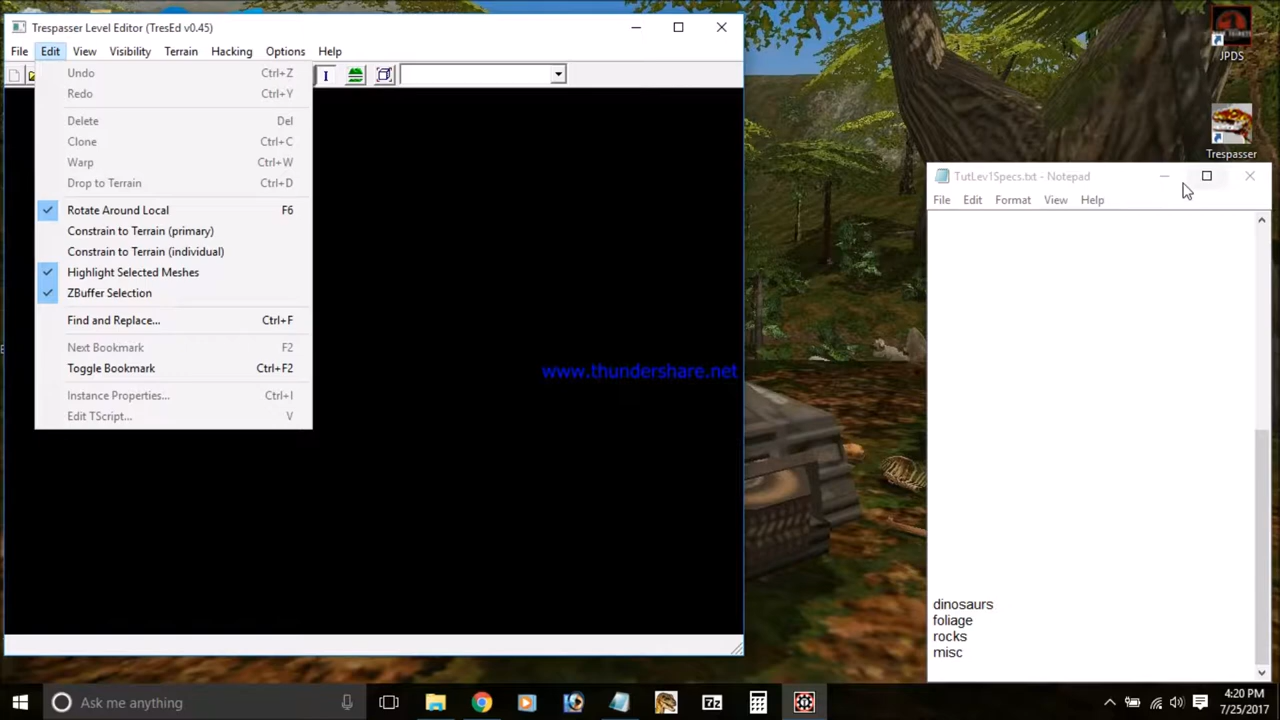 Trespasser Level Editor (TresEd v0.45)
File Edit View Visibility Terrain Hacking Options Help
Undo Ctrl+Z
Redo Ctrl+Y
Delete Del
Clone Ctrl+C
Warp Ctrl+W
Drop to Terrain Ctrl+D
Rotate Around Local F6
Constrain to Terrain (primary)
Constrain to Terrain (individual)
Highlight Selected Meshes
ZBuffer Selection
Find and Replace... Ctrl+F
Next Bookmark F2
Toggle Bookmark Ctrl+F2
Instance Properties... Ctrl+I
Edit TScript... V
www.thundershare.net
JPDS
Trespasser
TutLev1Specs.txt - Notepad
File Edit Format View Help
dinosaurs
foliage
rocks
misc
Ask me anything
7z
4:20 PM
7/25/2017